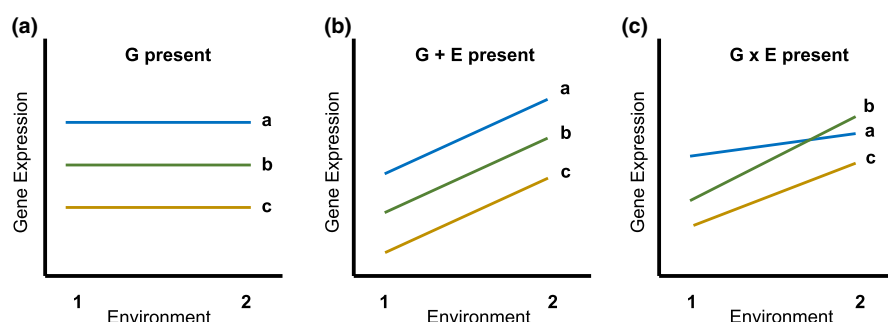 (a)
G present
Gene Expression
a
b
c
1
2
Environment
(b)
G + E present
Gene Expression
a
b
c
1
2
Environment
(c)
G x E present
Gene Expression
b
a
c
1
2
Environment